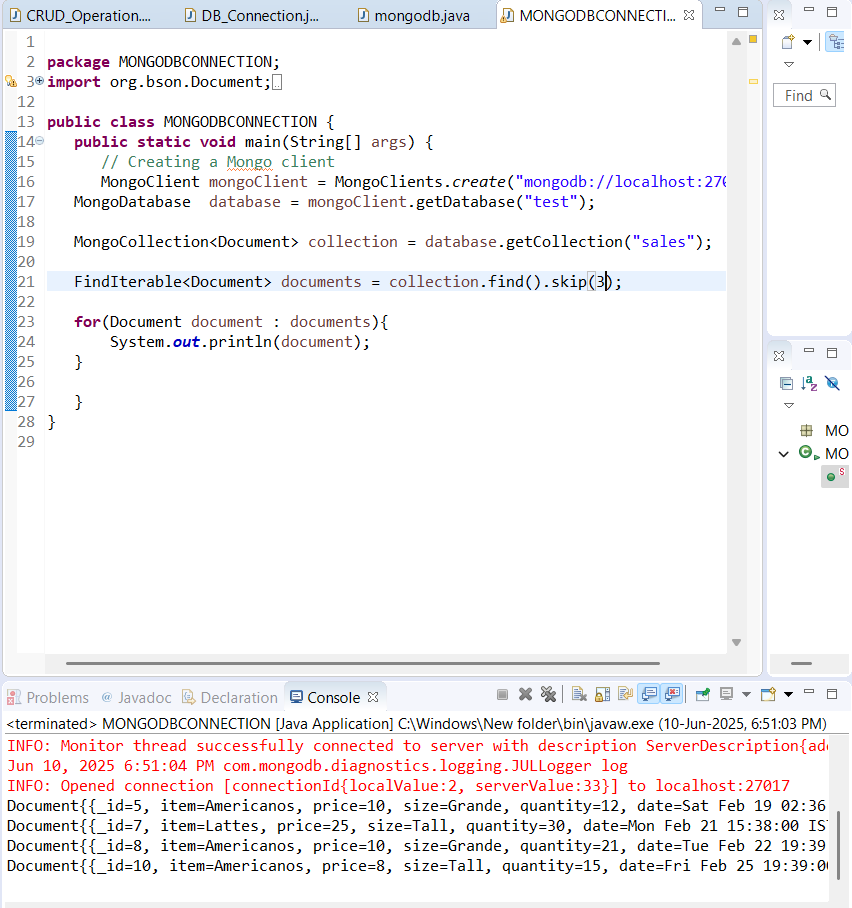 CRUD_Operation....
DB_Connection.j...
mongodb.java
MONGODBCONNECTI...
1
2 package MONGODBCONNECTION;
3 import org.bson.Document;
12
13 public class MONGODBCONNECTION {
14 public static void main(String[] args) {
15 // Creating a Mongo client
16 MongoClient mongoClient = MongoClients.create("mongodb://localhost:270
17 MongoDatabase database = mongoClient.getDatabase("test");
18
19 MongoCollection<Document> collection = database.getCollection("sales");
20
21 FindIterable<Document> documents = collection.find().skip(3);
22
23 for(Document document : documents){
24 System.out.println(document);
25 }
26
27 }
28 }
29
Find
MO
MO
S
Problems @ Javadoc Declaration Console
<terminated> MONGODBCONNECTION [Java Application] C:\Windows\New folder\bin\javaw.exe (10-Jun-2025, 6:51:03 PM)
INFO: Monitor thread successfully connected to server with description ServerDescription{add
Jun 10, 2025 6:51:04 PM com.mongodb.diagnostics.logging.JULLogger log
INFO: Opened connection [connectionId{localValue:2, serverValue:33}] to localhost:27017
Document{{_id=5, item=Americanos, price=10, size=Grande, quantity=12, date=Sat Feb 19 02:36
Document{{_id=7, item=Lattes, price=25, size=Tall, quantity=30, date=Mon Feb 21 15:38:00 IST
Document{{_id=8, item=Americanos, price=10, size=Grande, quantity=21, date=Tue Feb 22 19:39
Document{{_id=10, item=Americanos, price=8, size=Tall, quantity=15, date=Fri Feb 25 19:39:00